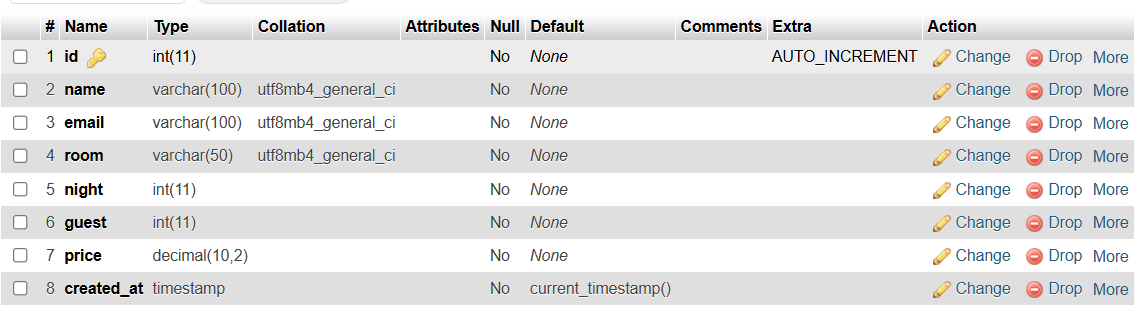 # Name Type Collation Attributes Null Default Comments Extra Action
1 id int(11) No None AUTO_INCREMENT Change Drop More
2 name varchar(100) utf8mb4_general_ci No None Change Drop More
3 email varchar(100) utf8mb4_general_ci No None Change Drop More
4 room varchar(50) utf8mb4_general_ci No None Change Drop More
5 night int(11) No None Change Drop More
6 guest int(11) No None Change Drop More
7 price decimal(10,2) No None Change Drop More
8 created_at timestamp No current_timestamp() Change Drop More